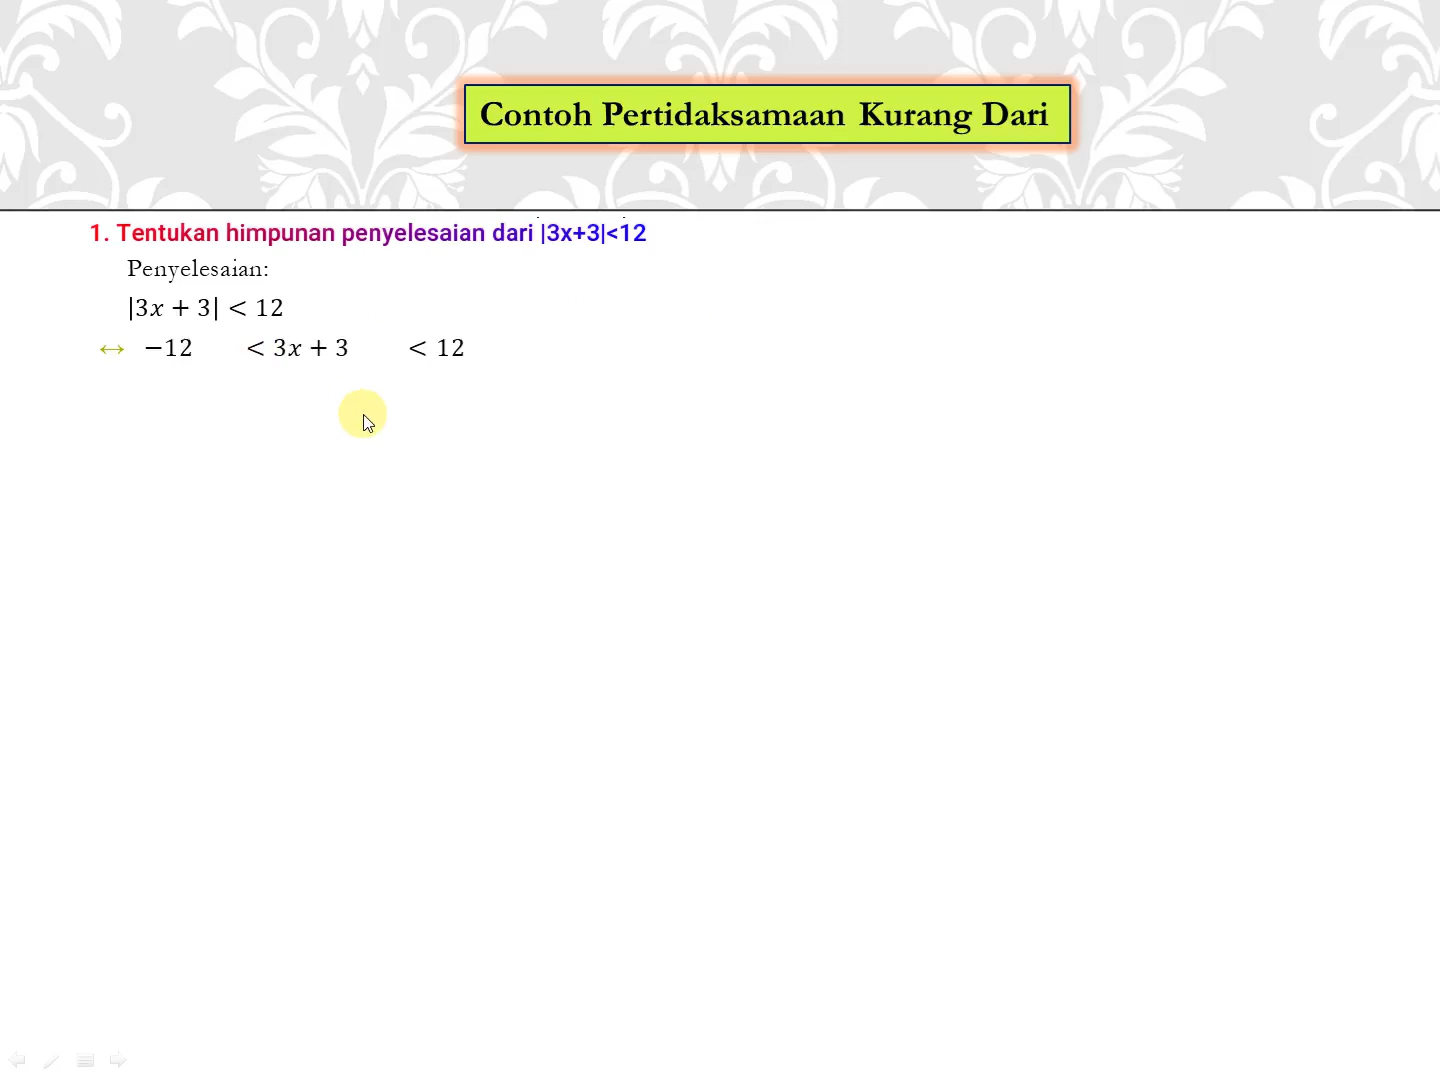 Contoh Pertidaksamaan Kurang Dari
1. Tentukan himpunan penyelesaian dari |3x+3|<12
Penyelesaian:
|3𝑥 + 3| < 12
↔ −12 < 3𝑥 + 3 < 12